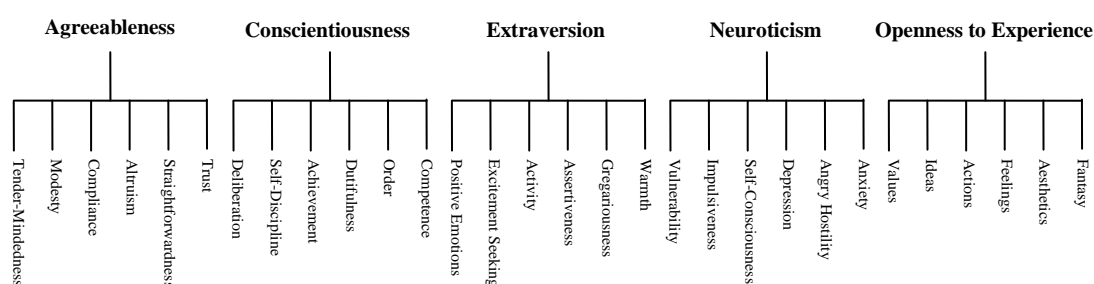 Agreeableness
Conscientiousness
Extraversion
Neuroticism
Openness to Experience
Tender-Mindedness
Modesty
Compliance
Altruism
Straightforwardness
Trust
Deliberation
Self-Discipline
Achievement
Dutifulness
Order
Competence
Positive Emotions
Excitement Seeking
Activity
Assertiveness
Gregariousness
Warmth
Vulnerability
Impulsiveness
Self-Consciousness
Depression
Angry Hostility
Anxiety
Values
Ideas
Actions
Feelings
Aesthetics
Fantasy